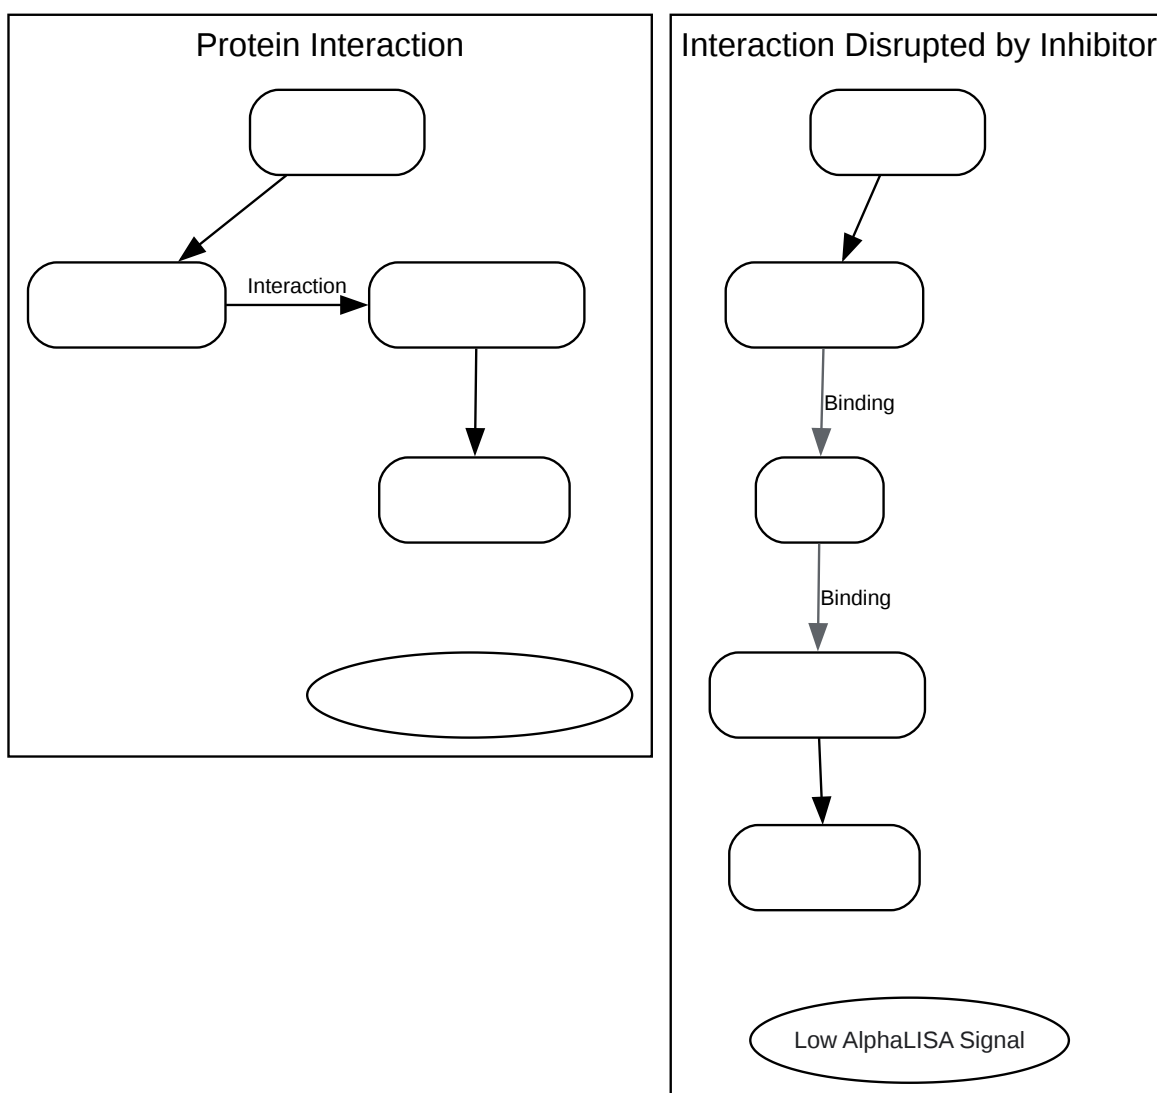 Protein Interaction
Interaction
Interaction Disrupted by Inhibitor
Binding
Binding
Low AlphaLISA Signal